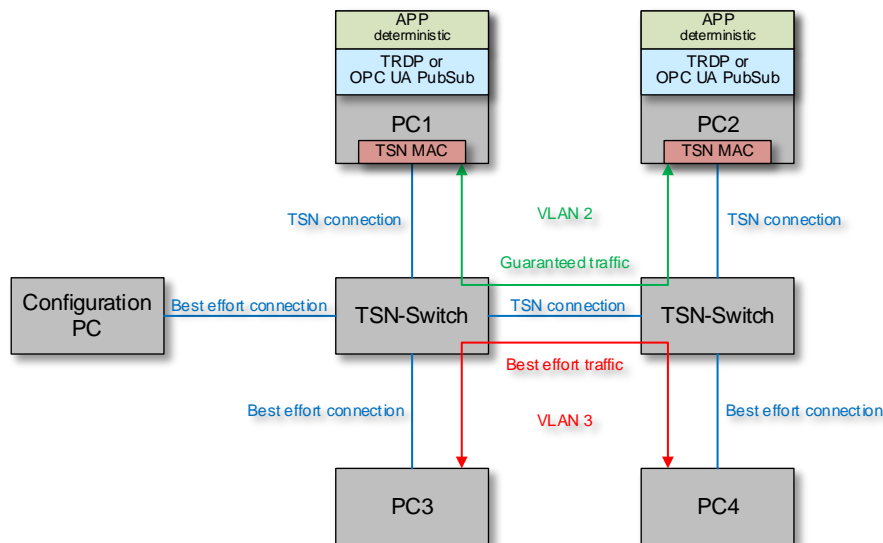 APP
deterministic
TRDP or
OPC UA PubSub
PC1
TSN MAC
APP
deterministic
TRDP or
OPC UA PubSub
PC2
TSN MAC
TSN connection
VLAN 2
TSN connection
Guaranteed traffic
Configuration
PC
Best effort connection
TSN-Switch
TSN connection
TSN-Switch
Best effort traffic
Best effort connection
VLAN 3
Best effort connection
PC3
PC4